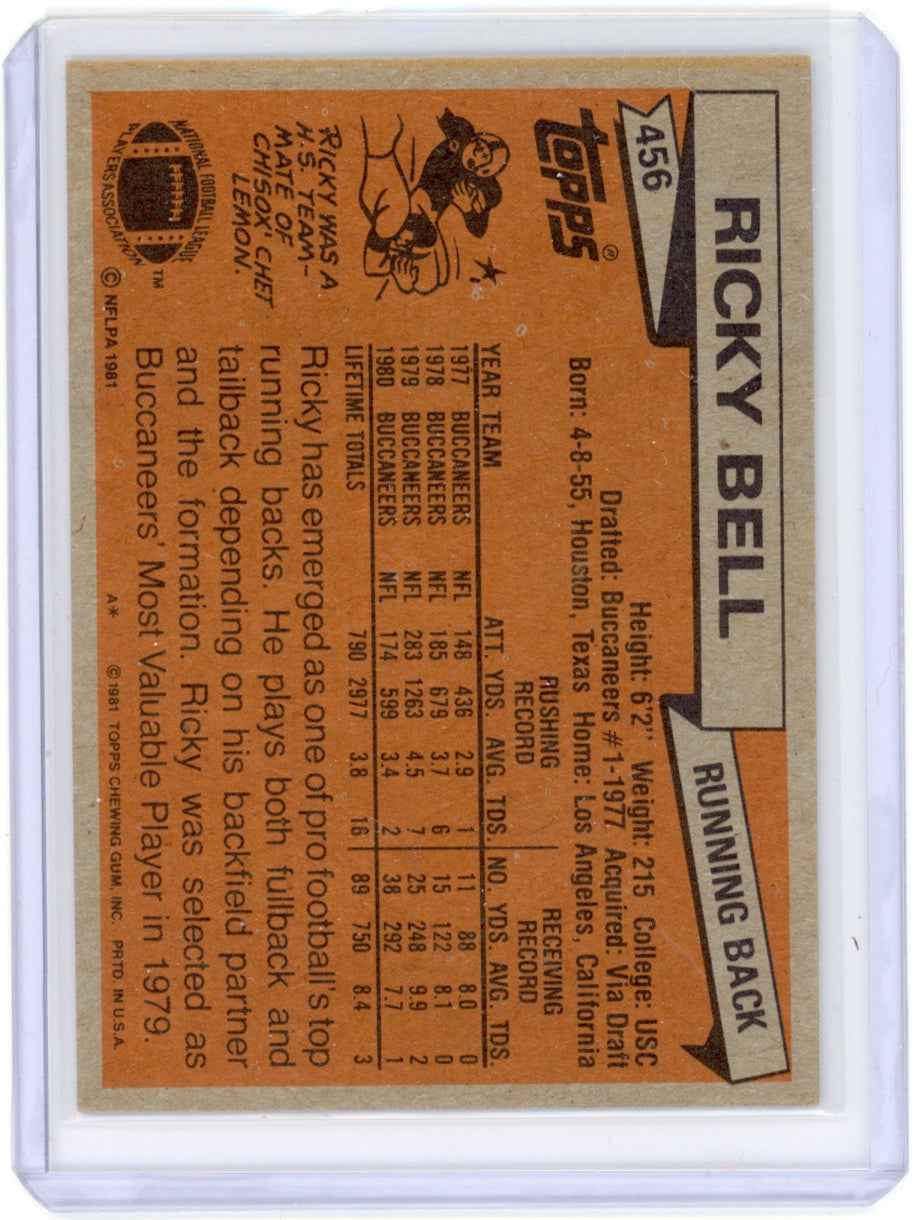 456
RICKY BELL
RUNNING BACK
TOPPS®
Height: 6'2" Weight: 215 College: USC
Drafted: Buccaneers #1-1977 Acquired: Via Draft
Born: 4-8-55, Houston, Texas Home: Los Angeles, California
RUSHING RECORD RECEIVING RECORD
YEAR TEAM ATT. YDS. AVG. TDS. NO. YDS AVG. TDS.
1977 BUCCANEERS NFL 148 436 2.9 1 11 88 8.0 0
1978 BUCCANEERS NFL 185 679 3.7 6 15 122 8.1 0
1979 BUCCANEERS NFL 283 1263 4.5 7 25 248 9.9 2
1980 BUCCANEERS NFL 174 599 3.4 2 38 292 7.7 1
LIFETIME TOTALS 790 2977 3.8 16 89 750 8.4 3
RICKY WAS A
H.S. TEAM-
MATE OF
CHISOX' CHET
LEMON.
Ricky has emerged as one of pro football's top
running backs. He plays both fullback and
tailback depending on his backfield partner
and the formation. Ricky was selected as
Buccaneers' Most Valuable Player in 1979.
NATIONAL FOOTBALL LEAGUE
PLAYERS ASSOCIATION
™
© NFLPA 1981
A* © 1981 TOPPS CHEWING GUM, INC. PRTD. IN U.S.A.